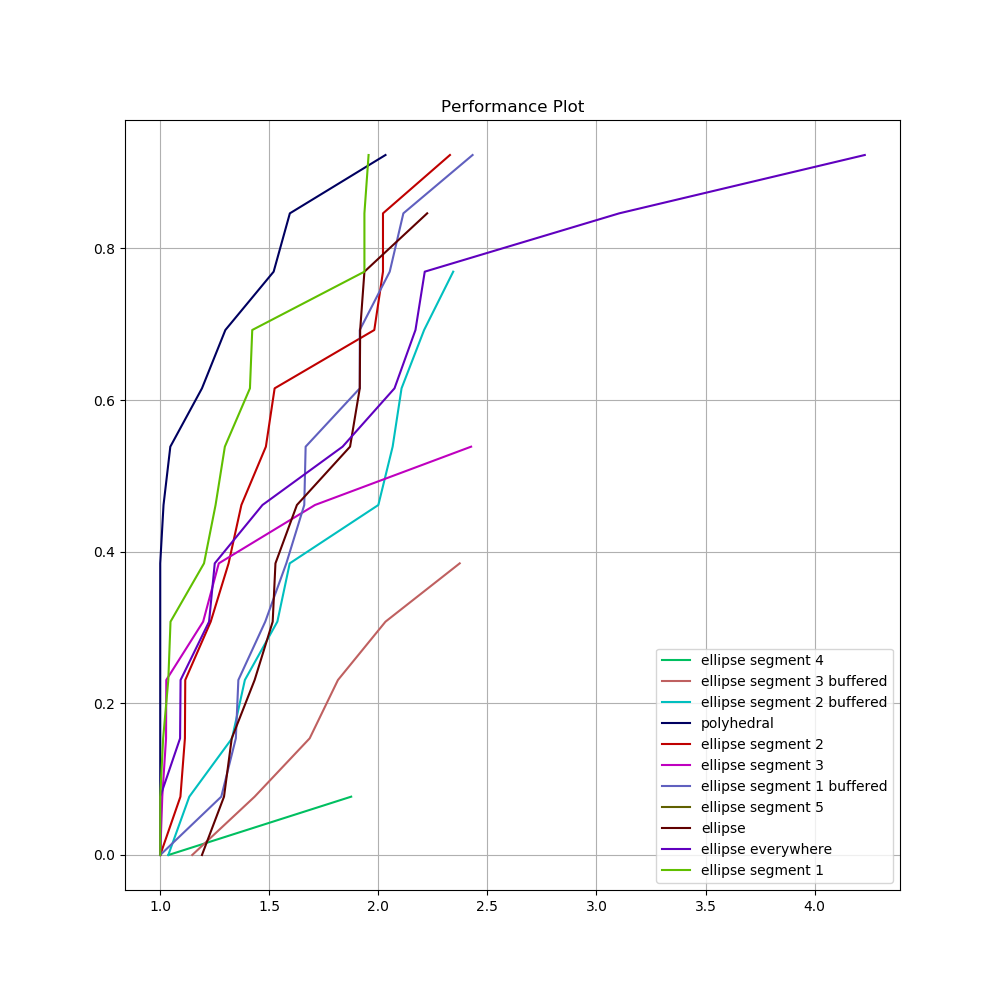 Performance Plot
0.8
0.6
0.4
0.2
0.0
ellipse segment 4
ellipse segment 3 buffered
ellipse segment 2 buffered
polyhedral
ellipse segment 2
ellipse segment 3
ellipse segment 1 buffered
ellipse segment 5
ellipse
ellipse everywhere
ellipse segment 1
1.0 1.5 2.0 2.5 3.0 3.5 4.0